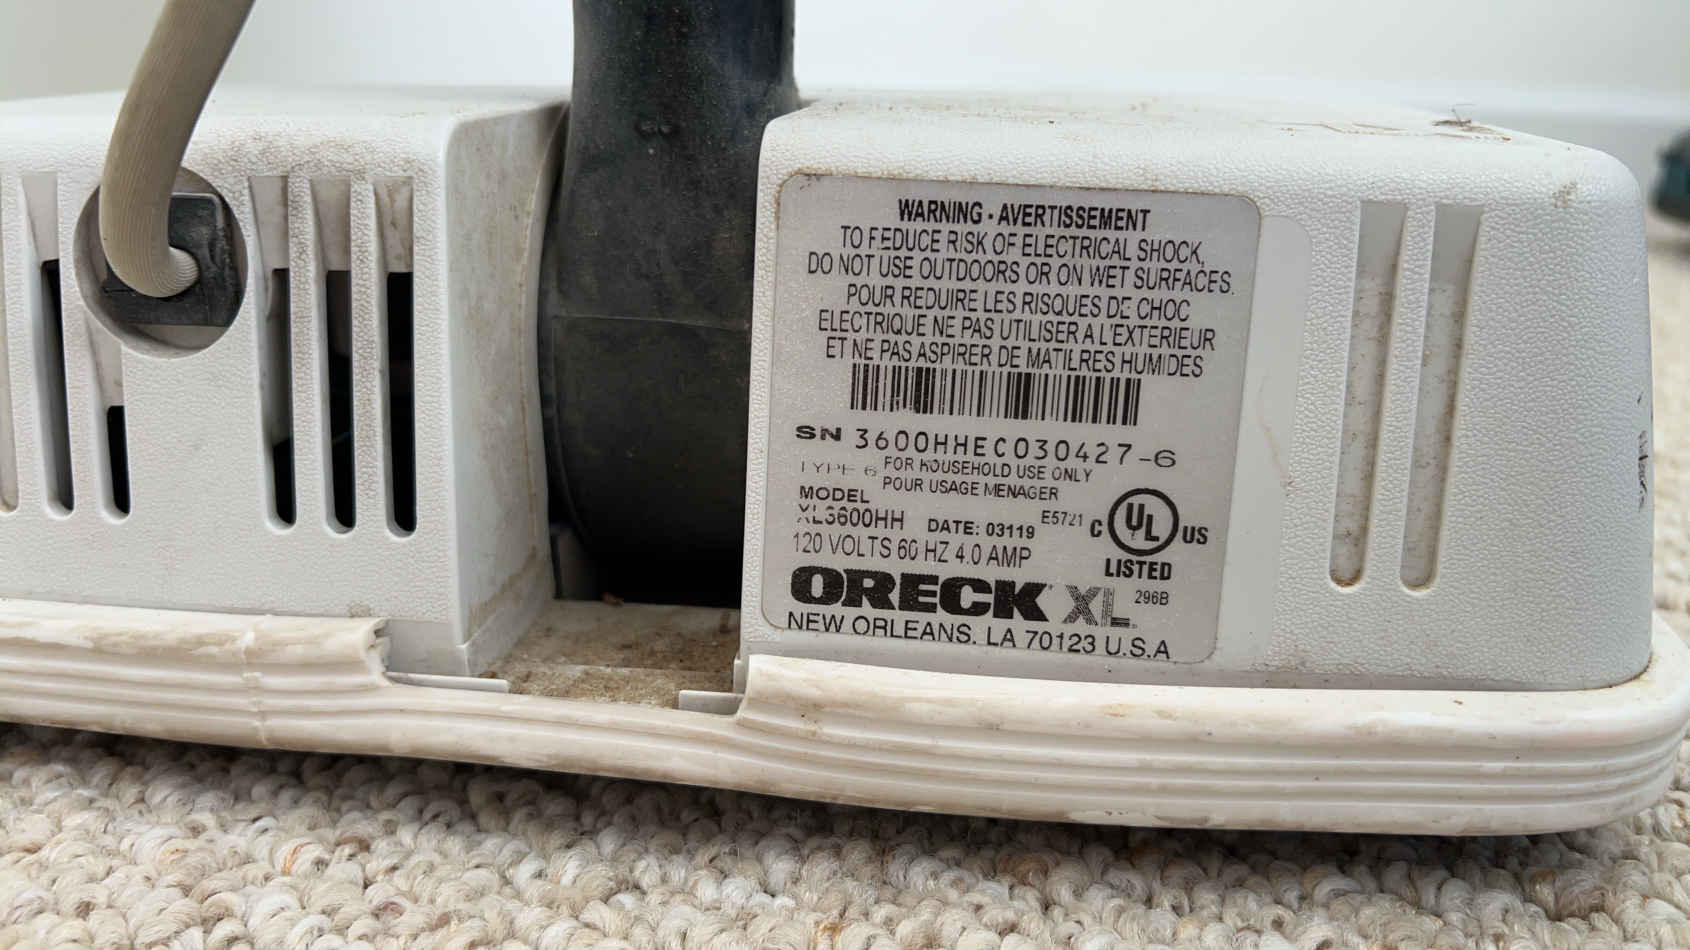 WARNING • AVERTISSEMENT
TO REDUCE RISK OF ELECTRICAL SHOCK,
DO NOT USE OUTDOORS OR ON WET SURFACES.
POUR REDUIRE LES RISQUES DE CHOC
ELECTRIQUE NE PAS UTILISER A L'EXTERIEUR
ET NE PAS ASPIRER DE MATIERES HUMIDES
SN 3600HHEC030427-6
TYPE 6 FOR HOUSEHOLD USE ONLY
POUR USAGE MENAGER
MODEL
XL3600HH DATE: 03119 E5721 C UL US
120 VOLTS 60 HZ 4.0 AMP LISTED
ORECK XL 296B
NEW ORLEANS, LA 70123 U.S.A